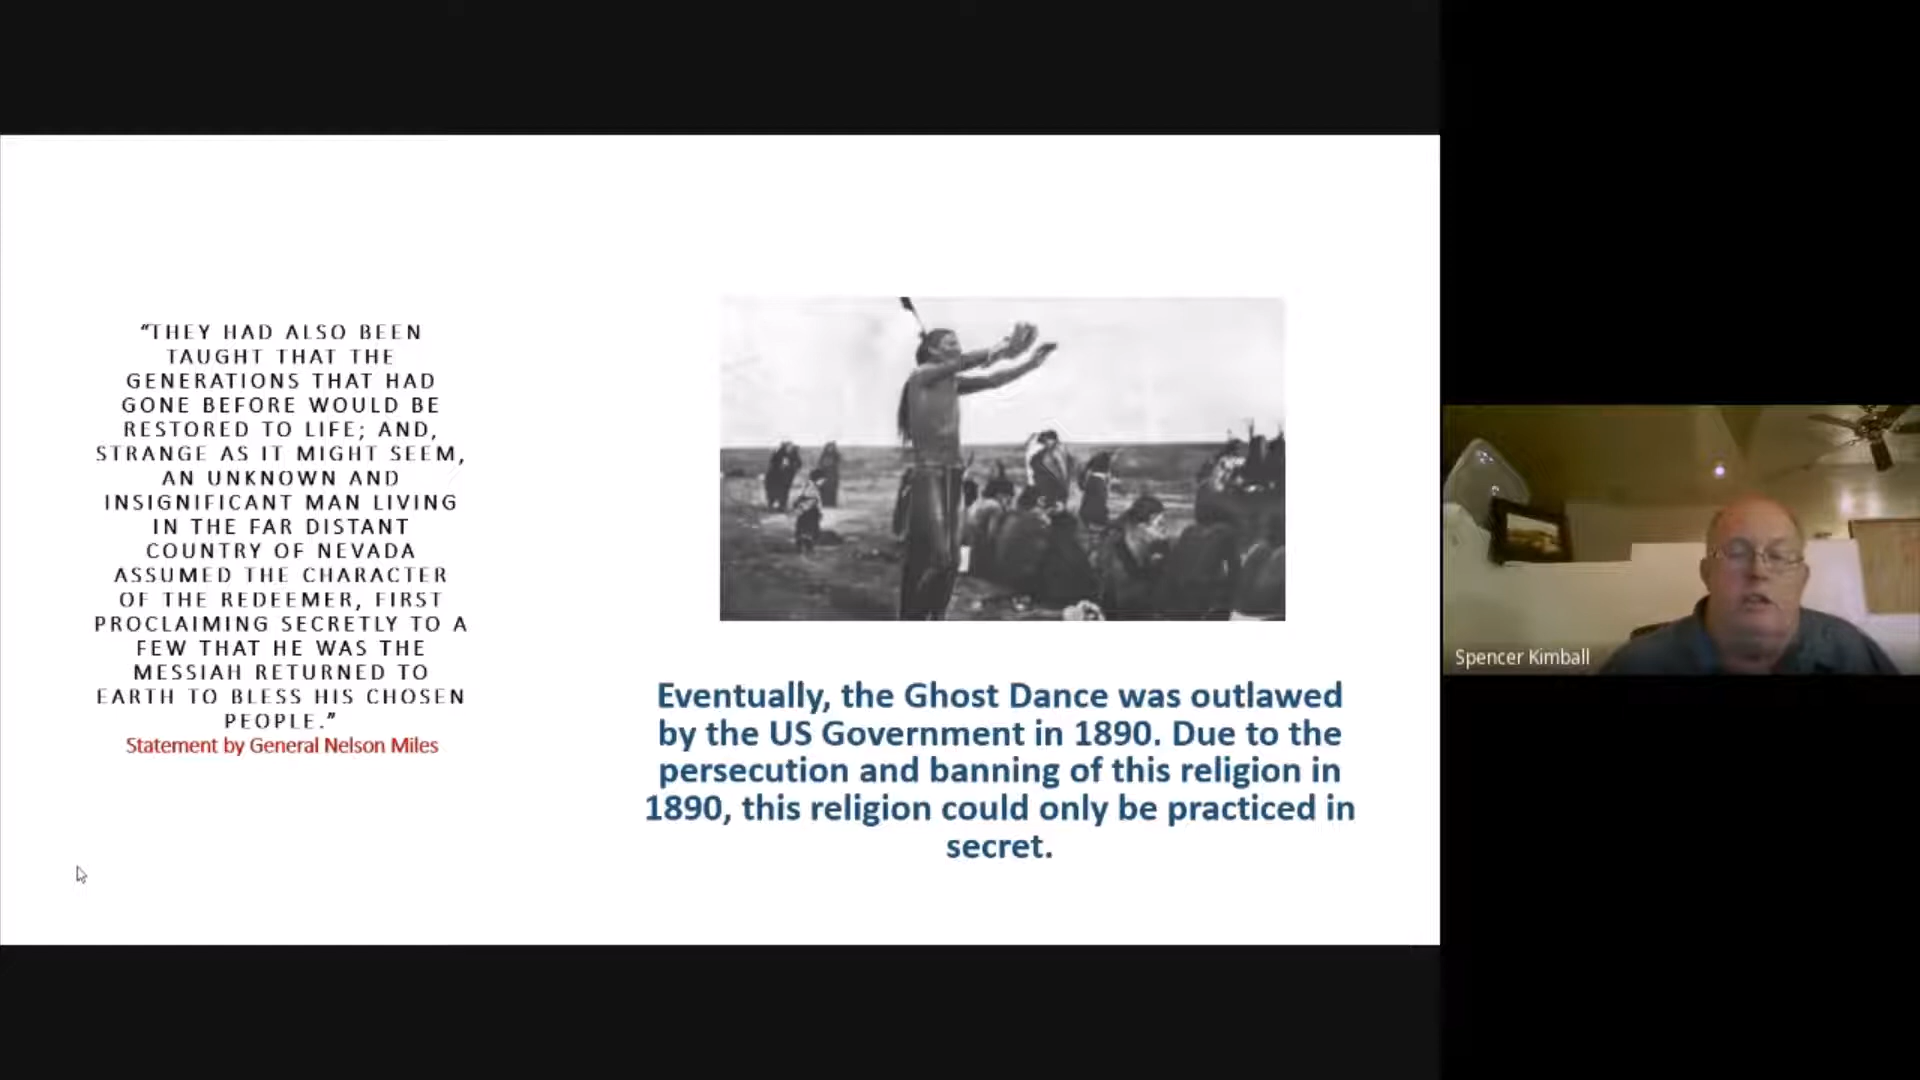 “THEY HAD ALSO BEEN
TAUGHT THAT THE
GENERATIONS THAT HAD
GONE BEFORE WOULD BE
RESTORED TO LIFE; AND,
STRANGE AS IT MIGHT SEEM,
AN UNKNOWN AND
INSIGNIFICANT MAN LIVING
IN THE FAR DISTANT
COUNTRY OF NEVADA
ASSUMED THE CHARACTER
OF THE REDEEMER, FIRST
PROCLAIMING SECRETLY TO A
FEW THAT HE WAS THE
MESSIAH RETURNED TO
EARTH TO BLESS HIS CHOSEN
PEOPLE.”
Statement by General Nelson Miles
Eventually, the Ghost Dance was outlawed
by the US Government in 1890. Due to the
persecution and banning of this religion in
1890, this religion could only be practiced in
secret.
Spencer Kimball